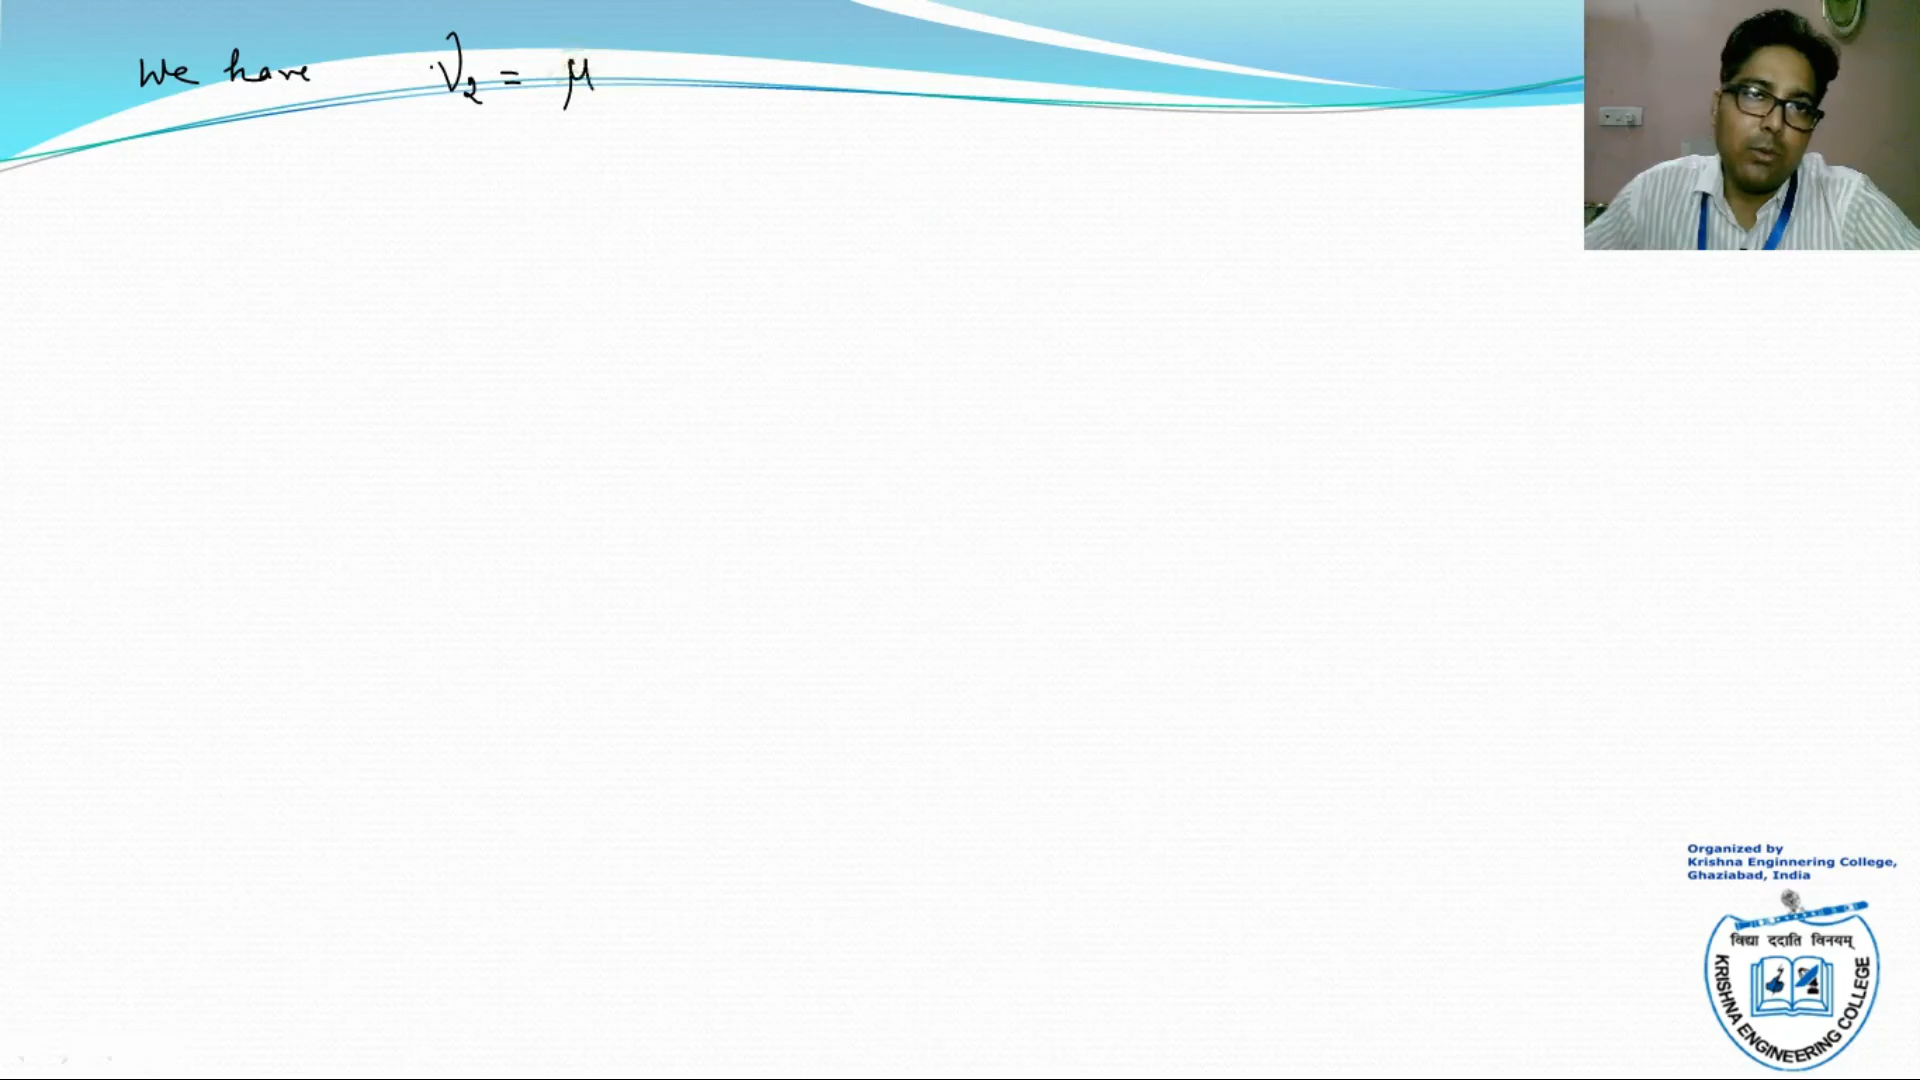 We have ν₂ = μ
Organized by
Krishna Enginnering College,
Ghaziabad, India
विद्या ददाति विनयम्
KRISHNA ENGINEERING COLLEGE